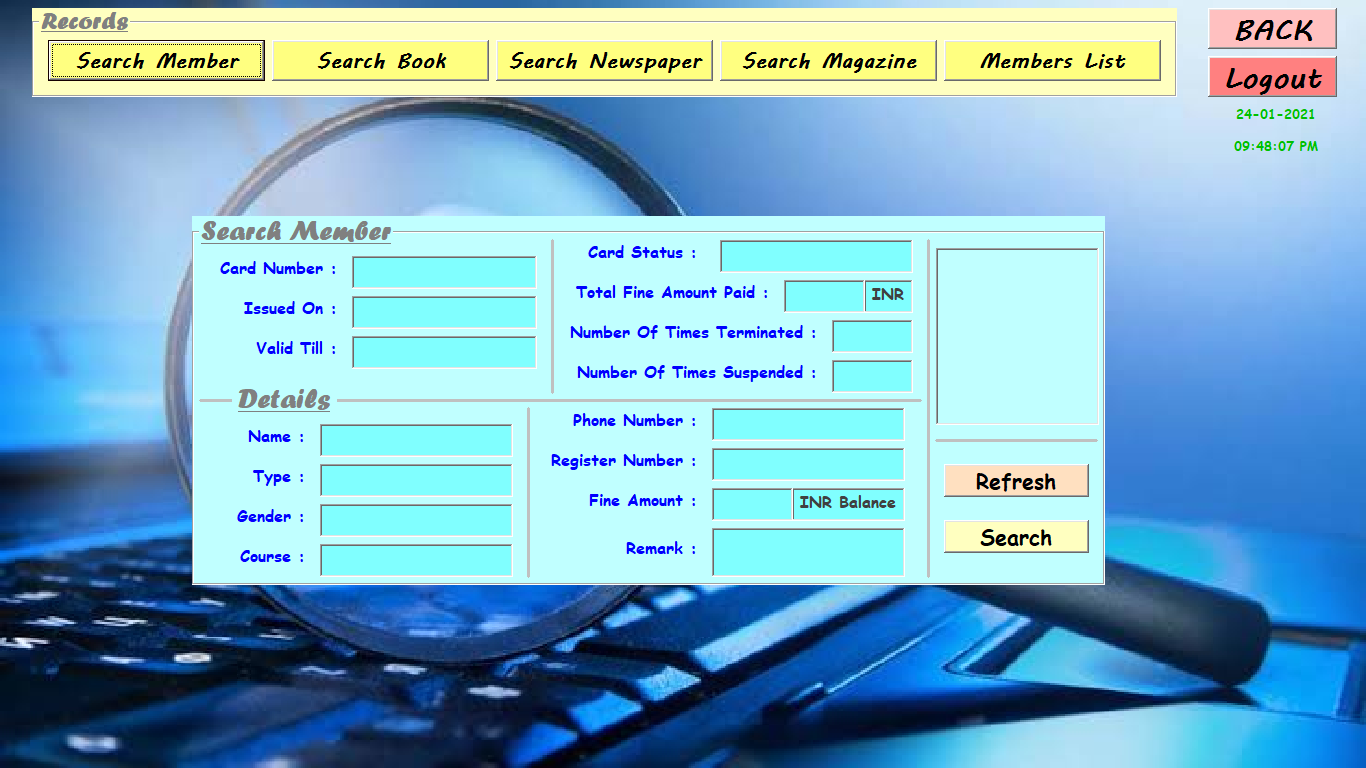 Records
Search Member
Search Book
Search Newspaper
Search Magazine
Members List
BACK
Logout
24-01-2021
09:48:07 PM
Search Member
Card Number :
Issued On :
Valid Till :
Card Status :
Total Fine Amount Paid : INR
Number Of Times Terminated :
Number Of Times Suspended :
Details
Name :
Type :
Gender :
Course :
Phone Number :
Register Number :
Fine Amount : INR Balance
Remark :
Refresh
Search